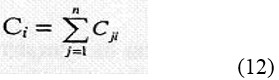 C_i = \sum_{j=1}^{n} C_{ji} (12)